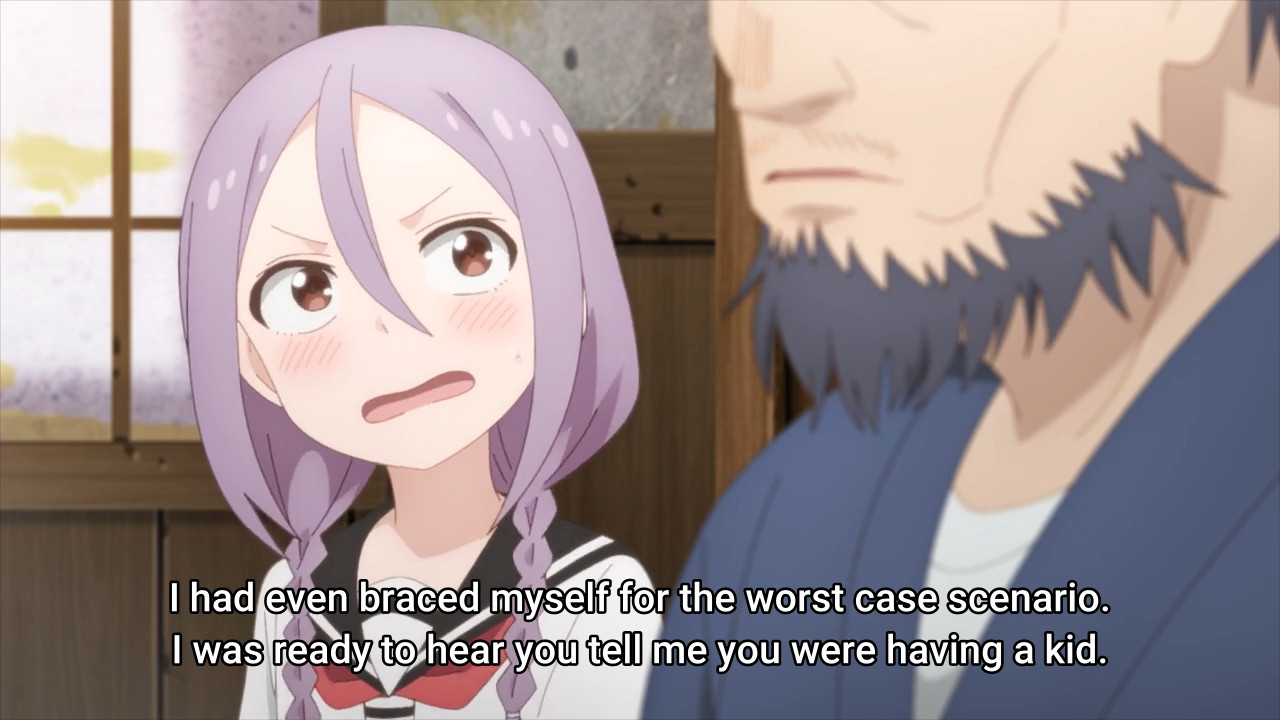 I had even braced myself for the worst case scenario.
I was ready to hear you tell me you were having a kid.